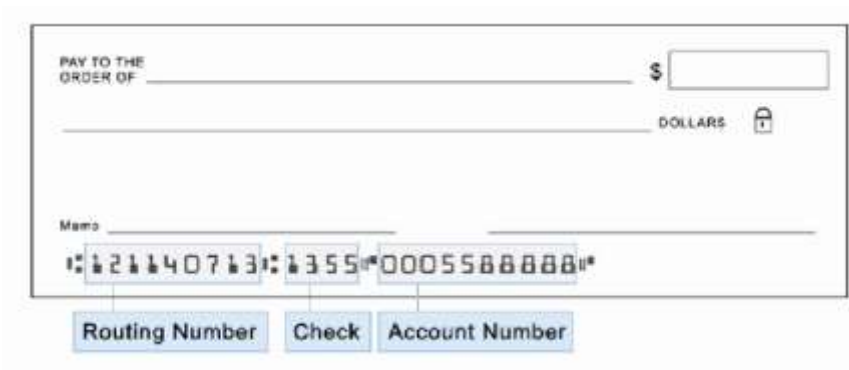 PAY TO THE
ORDER OF $
DOLLARS
Memo
⑆121140713⑆ 1355⑈0005588888⑈
Routing Number Check Account Number